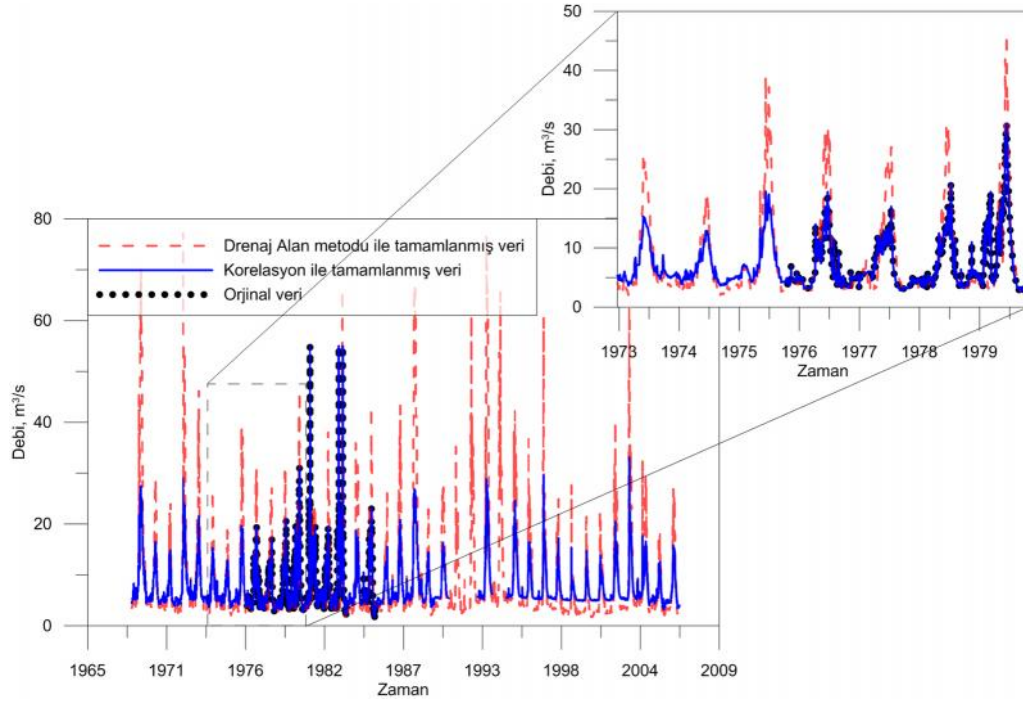 50
40
30
20
10
0
Debi, m³/s
1973 1974 1975 1976 1977 1978 1979
Zaman
80
60
40
20
0
Debi, m³/s
Drenaj Alan metodu ile tamamlanmış veri
Korelasyon ile tamamlanmış veri
Orjinal veri
1965 1971 1976 1982 1987 1993 1998 2004 2009
Zaman